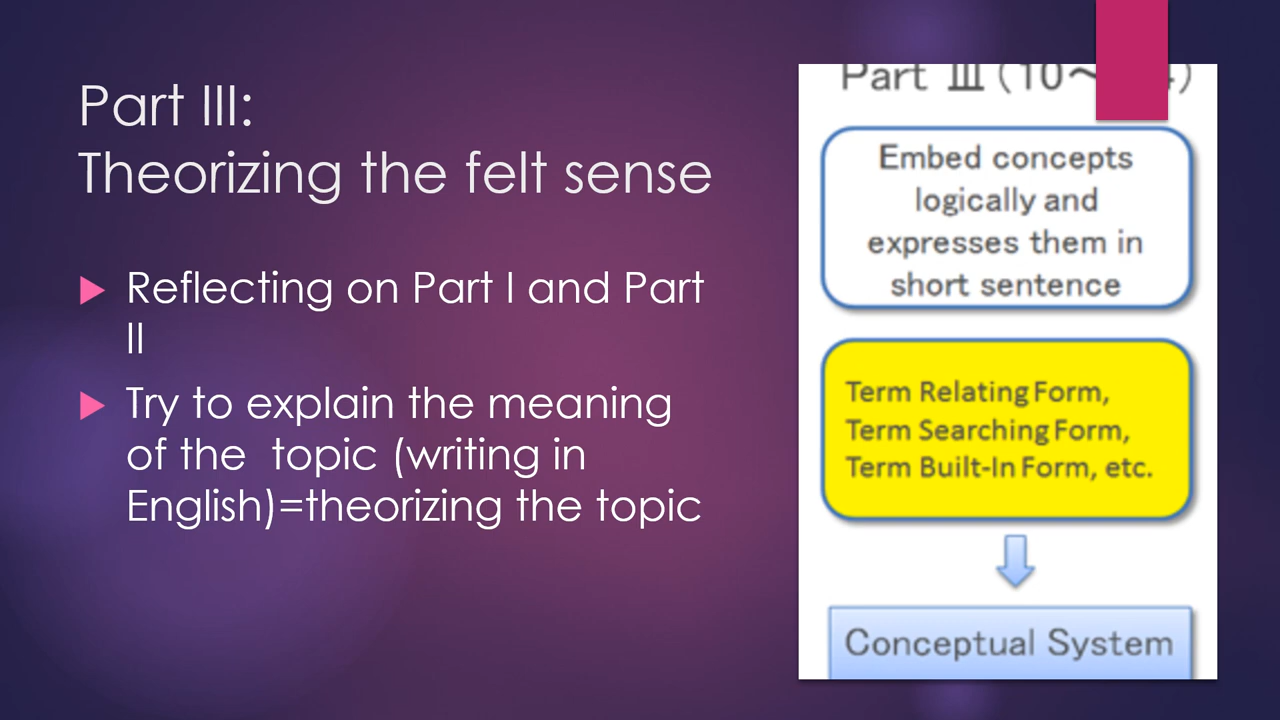 Part III:
Theorizing the felt sense
Reflecting on Part I and Part
II
Try to explain the meaning
of the  topic (writing in
English)=theorizing the topic
Part Ⅲ (10～
)
Embed concepts
logically and
expresses them in
short sentence
Term Relating Form,
Term Searching Form,
Term Built-In Form, etc.
Conceptual System